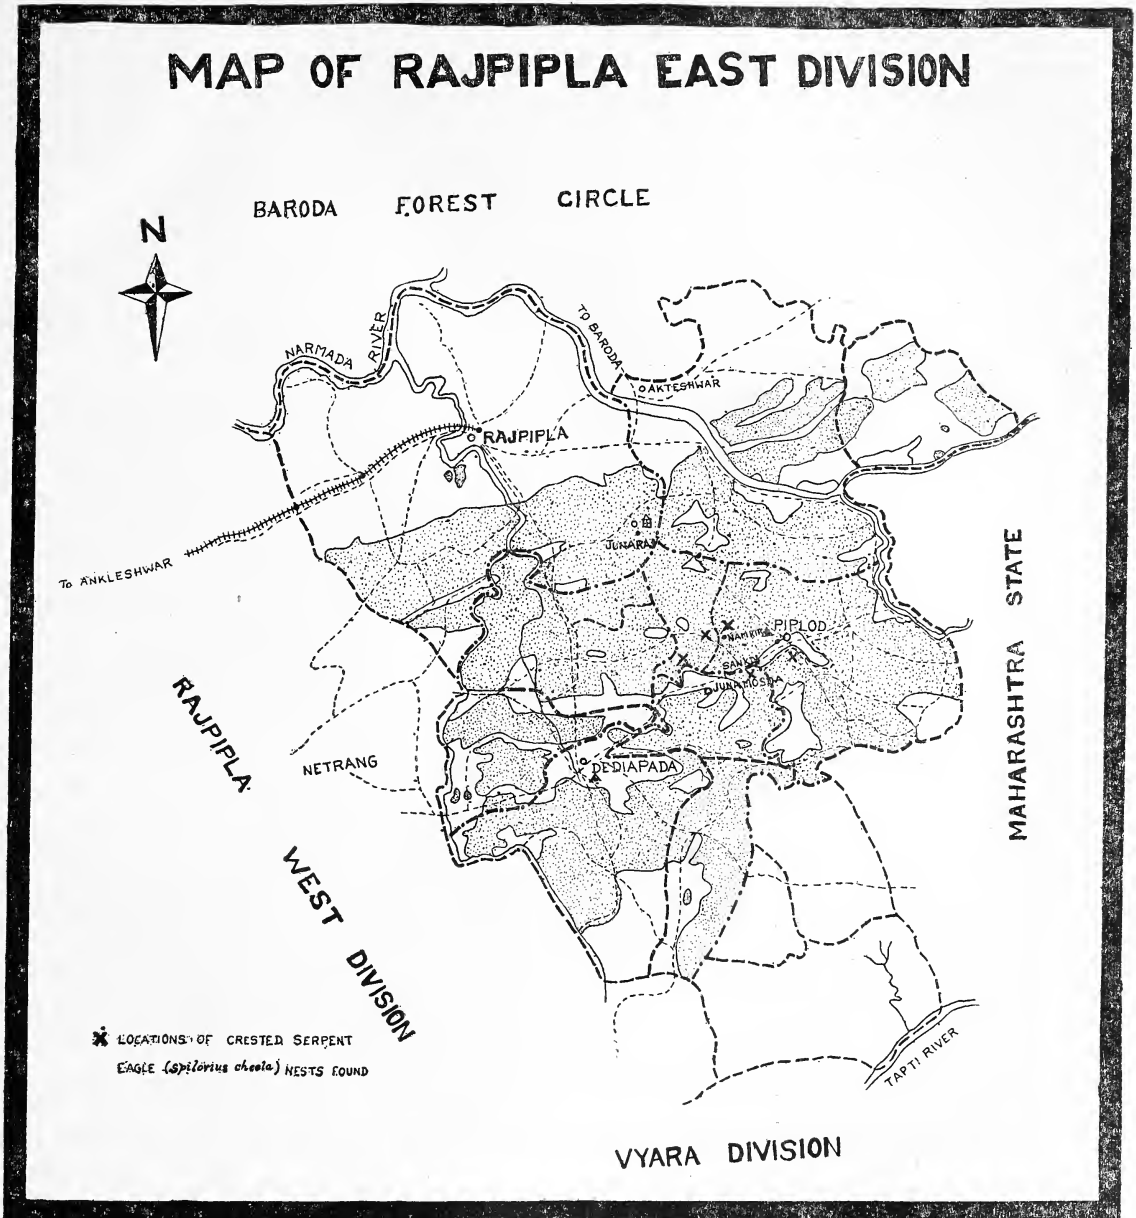 MAP OF RAJPIPLA EAST DIVISION
BARODA FOREST CIRCLE
N
NARMADA RIVER
TO BARODA
AKTESHWAR
RAJPIPLA
JUNARAJ
To ANKLESHWAR
MAHARASHTRA STATE
PIPLOD
JUNAMOSDA
NETRANG
DEDIAPADA
RAJPIPLA WEST DIVISION
LOCATIONS OF CRESTED SERPENT
EAGLE (Spilorius cheela) NESTS FOUND
TAPTI RIVER
VYARA DIVISION